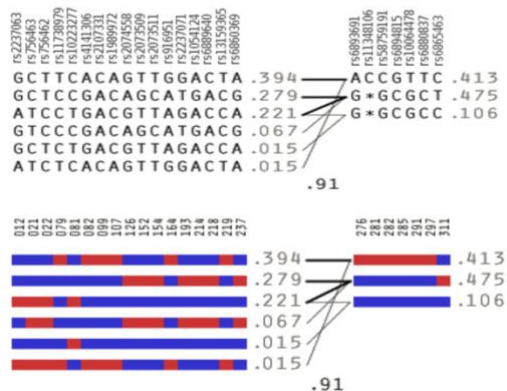 rs2237063 rs756463 rs756462 rs11738979 rs10223277 rs4141306 rs2107331 rs11989972 rs2074558 rs2073509 rs2073511 rs916951 rs2237071 rs1054124 rs6889640 rs13159365 rs6860369 rs6893691 rs11348106 rs58759191 rs6894815 rs10064478 rs6880837 rs6865463
GCTTCACAGTTGGACTA .394 ACCGTTC .413
GCTCCGACAGCATGACG .279 G*GCGCT .475
ATCCTGACGTTAGACCA .221 G*GCGCC .106
GTCCCGACAGCATGACG .067
GCTCTGACGTTAGACCA .015
ATCTCACAGTTGGACTA .015
.91
012 021 022 079 081 082 099 107 126 152 154 164 193 214 218 219 237 276 281 282 285 291 297 311
.394 .413
.279 .475
.221 .106
.067
.015
.015
.91